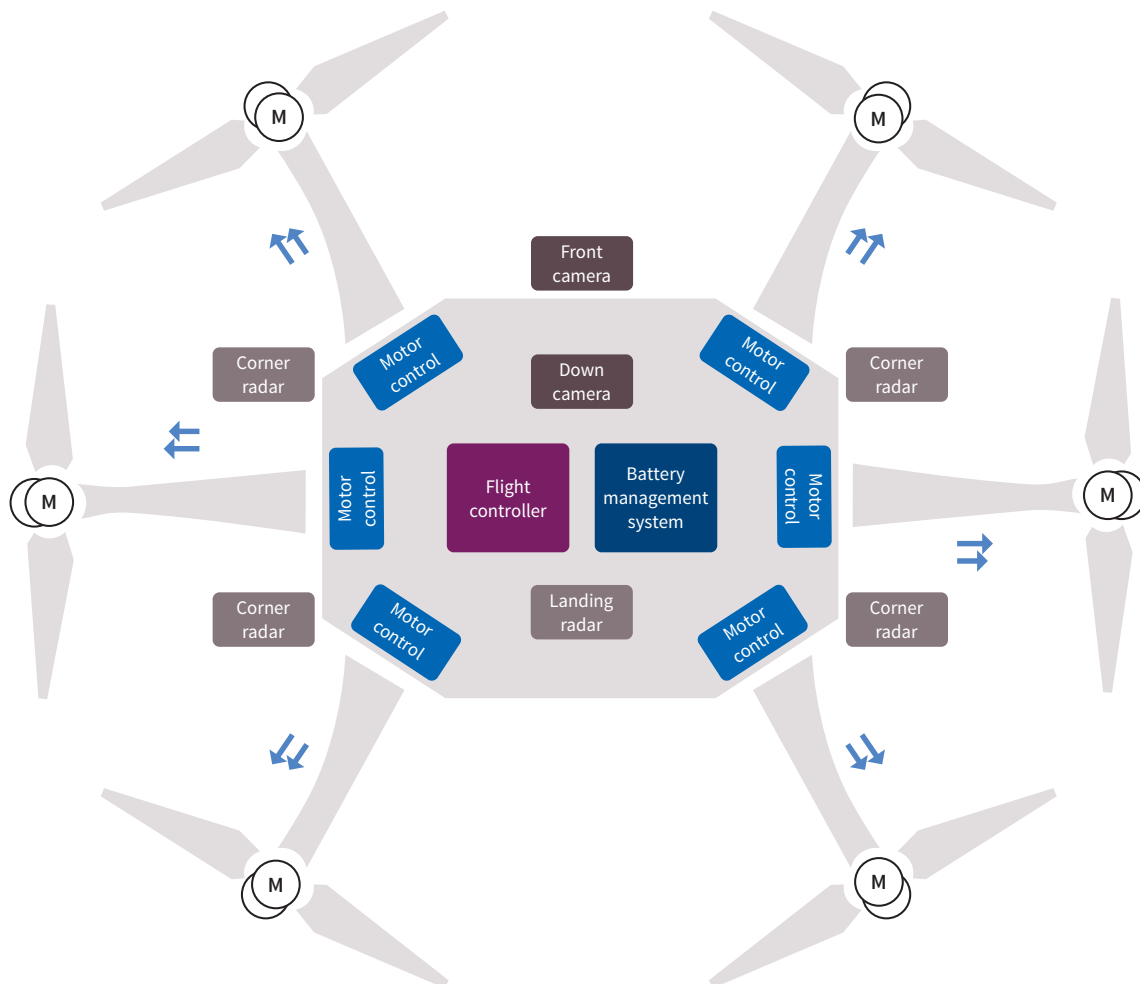 M
M
Front
camera
Motor
control
Motor
control
Corner
radar
Down
camera
Corner
radar
M
Motor
control
Flight
controller
Battery
management
system
Motor
control
M
Corner
radar
Motor
control
Landing
radar
Motor
control
Corner
radar
M
M